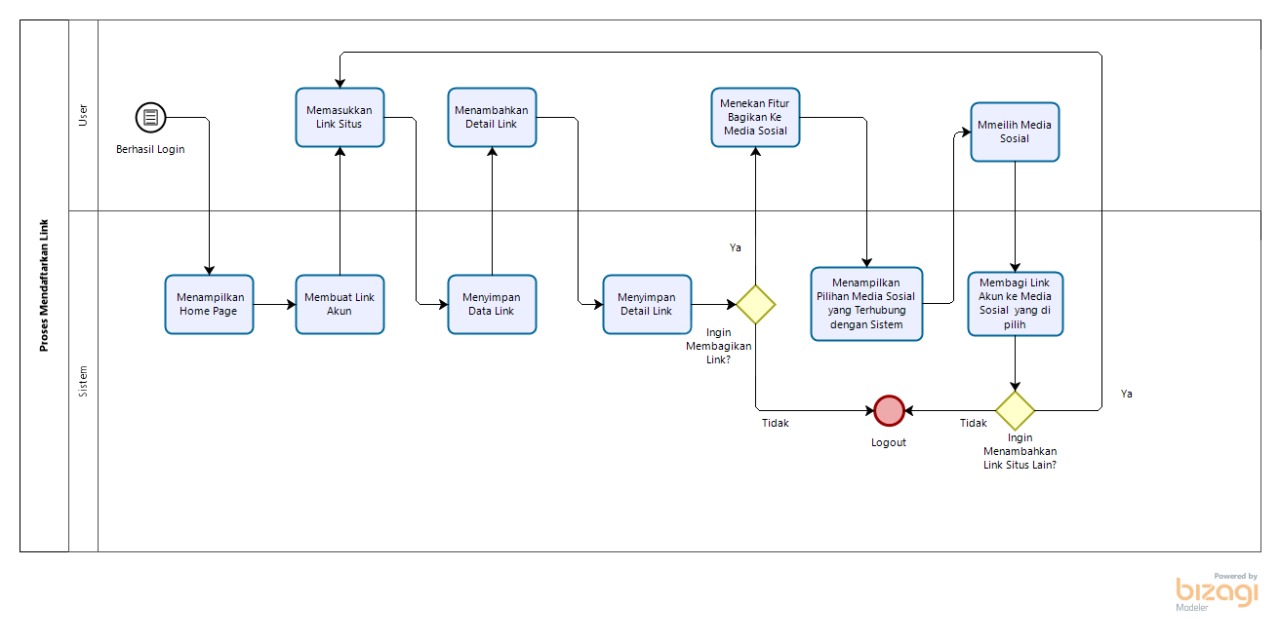 Proses Mendaftarkan Link
User
Berhasil Login
Memasukkan
Link Situs
Menambahkan
Detail Link
Menekan Fitur
Bagikan Ke
Media Sosial
Mmeilih Media
Sosial
Sistem
Menampilkan
Home Page
Membuat Link
Akun
Menyimpan
Data Link
Menyimpan
Detail Link
Ya
Ingin
Membagikan
Link?
Menampilkan
Pilihan Media Sosial
yang Terhubung
dengan Sistem
Membagi Link
Akun ke Media
Sosial yang di
pilih
Tidak
Logout
Tidak
Ya
Ingin
Menambahkan
Link Situs Lain?
Powered by
bizagi
Modeler